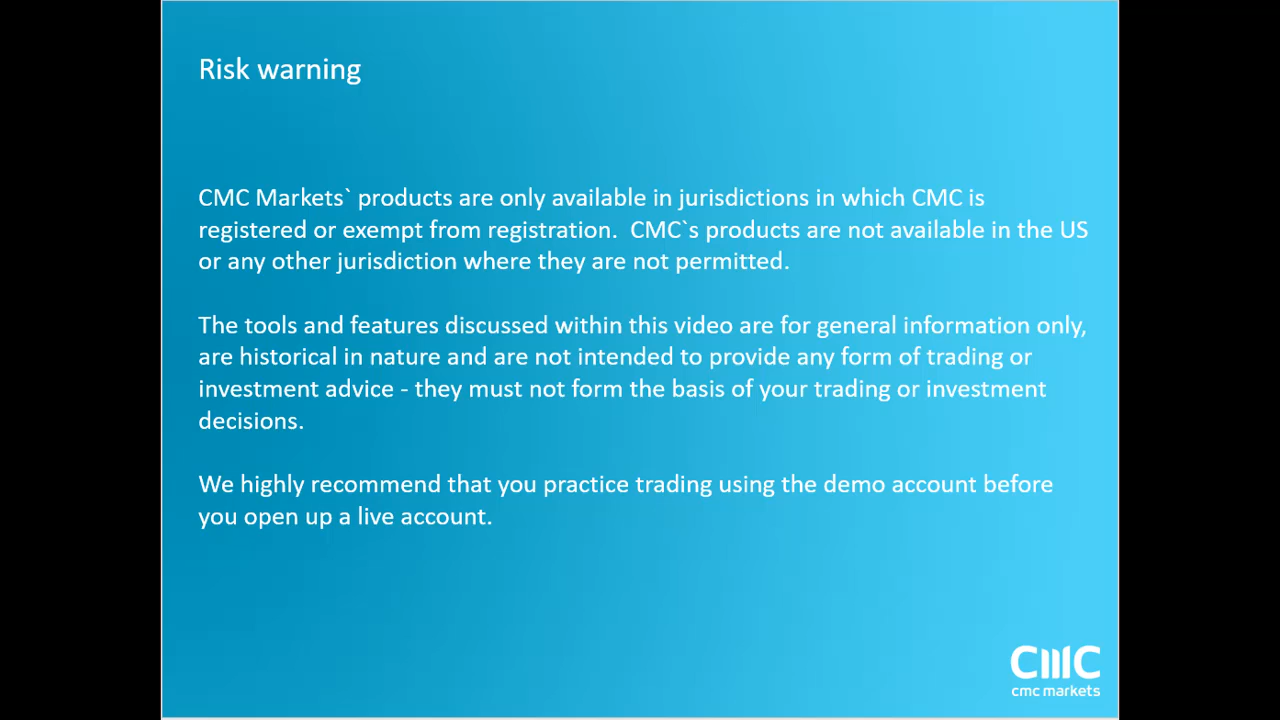 Risk warning
CMC Markets` products are only available in jurisdictions in which CMC is
registered or exempt from registration.  CMC`s products are not available in the US
or any other jurisdiction where they are not permitted.
The tools and features discussed within this video are for general information only,
are historical in nature and are not intended to provide any form of trading or
investment advice - they must not form the basis of your trading or investment
decisions.
We highly recommend that you practice trading using the demo account before
you open up a live account.
CMC
cmc markets